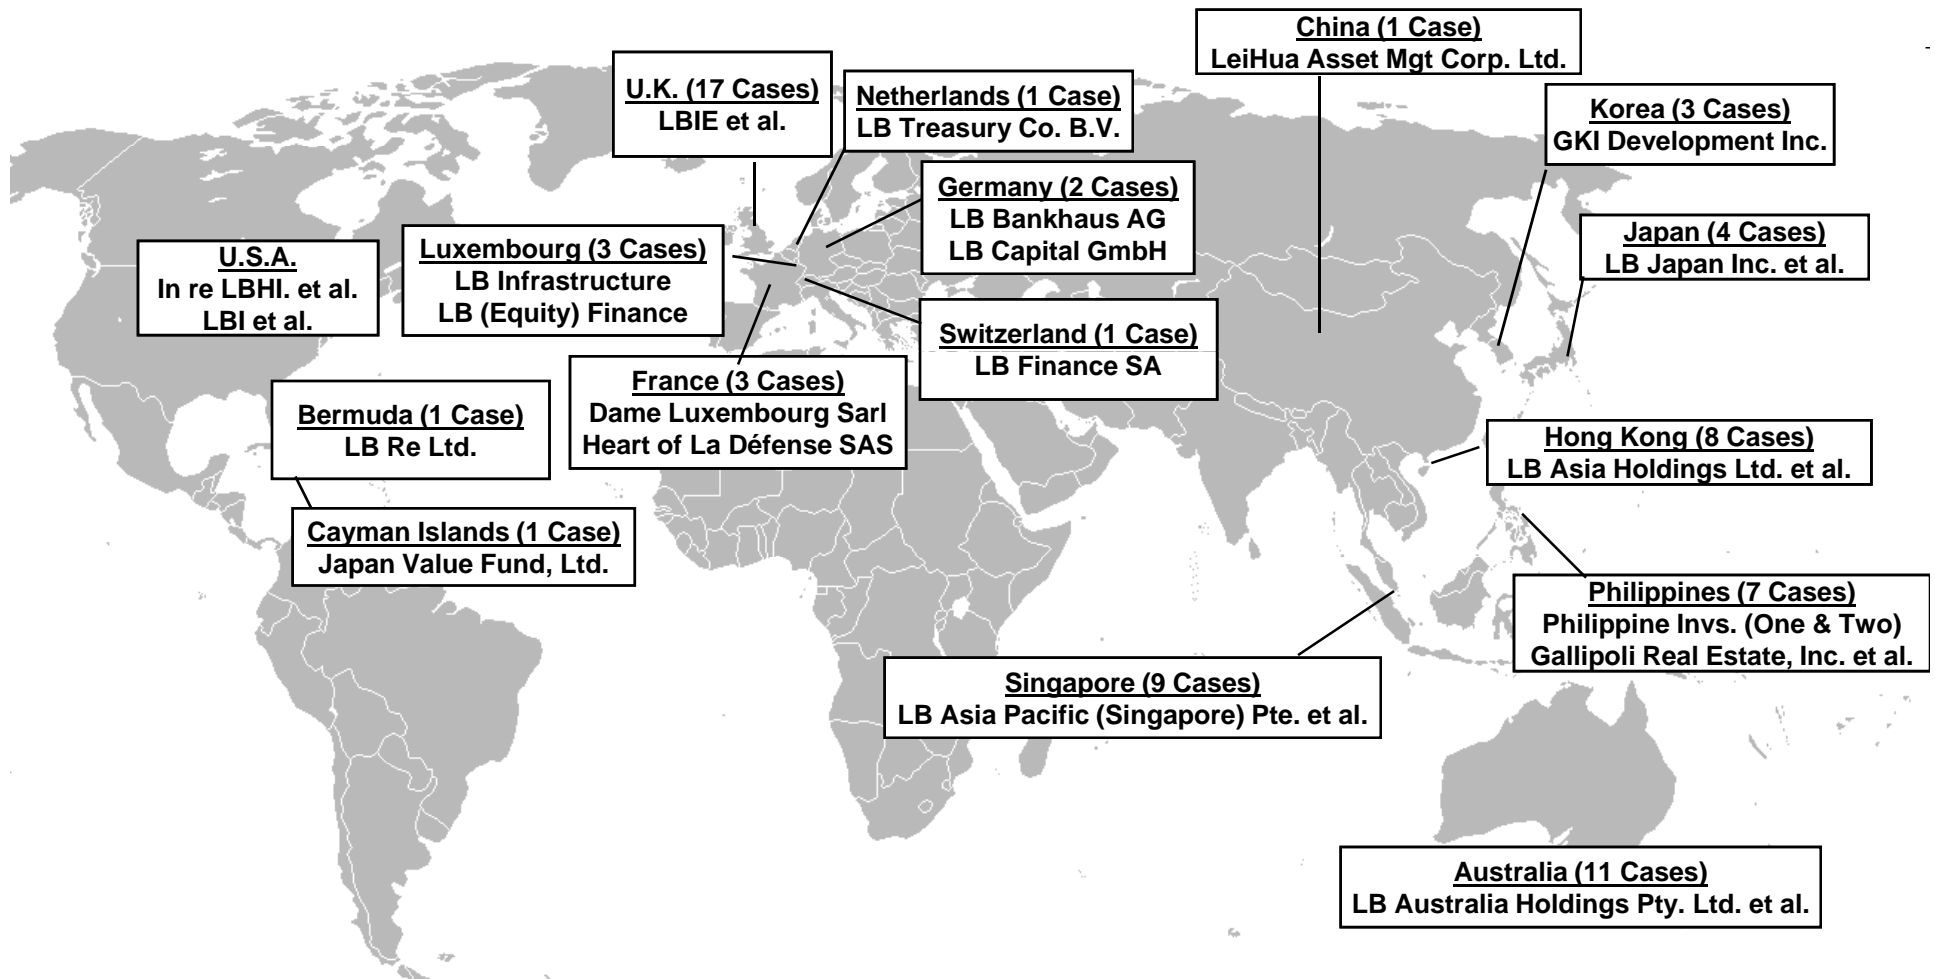 China (1 Case)
LeiHua Asset Mgt Corp. Ltd.
U.K. (17 Cases)
LBIE et al.
Netherlands (1 Case)
LB Treasury Co. B.V.
Korea (3 Cases)
GKI Development Inc.
Germany (2 Cases)
LB Bankhaus AG
LB Capital GmbH
Japan (4 Cases)
LB Japan Inc. et al.
U.S.A.
In re LBHI. et al.
LBI et al.
Luxembourg (3 Cases)
LB Infrastructure
LB (Equity) Finance
Switzerland (1 Case)
LB Finance SA
France (3 Cases)
Dame Luxembourg Sarl
Heart of La Défense SAS
Bermuda (1 Case)
LB Re Ltd.
Hong Kong (8 Cases)
LB Asia Holdings Ltd. et al.
Cayman Islands (1 Case)
Japan Value Fund, Ltd.
Philippines (7 Cases)
Philippine Invs. (One & Two)
Gallipoli Real Estate, Inc. et al.
Singapore (9 Cases)
LB Asia Pacific (Singapore) Pte. et al.
Australia (11 Cases)
LB Australia Holdings Pty. Ltd. et al.